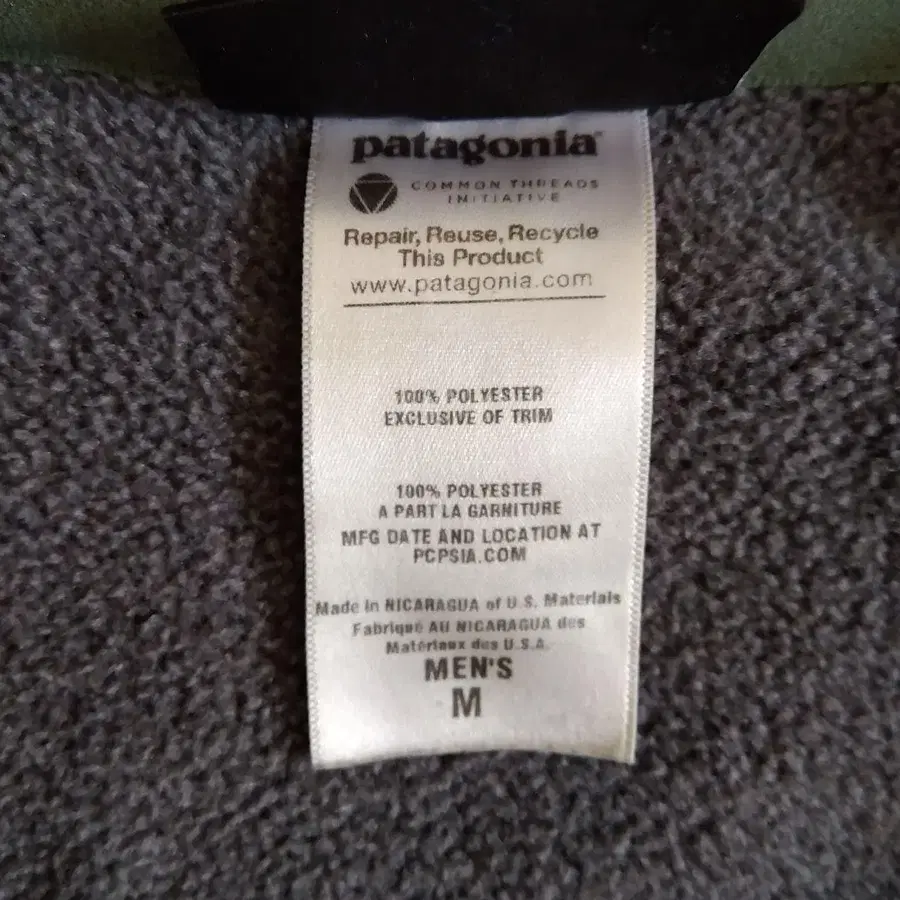 patagonia
COMMON THREADS
INITIATIVE
Repair, Reuse, Recycle
This Product
www.patagonia.com
100% POLYESTER
EXCLUSIVE OF TRIM
100% POLYESTER
A PART LA GARNITURE
MFG DATE AND LOCATION AT
PCPSIA.COM
Made in NICARAGUA of U.S. Materials
Fabriqué AU NICARAGUA des
Matériaux des U.S.A.
MEN'S
M